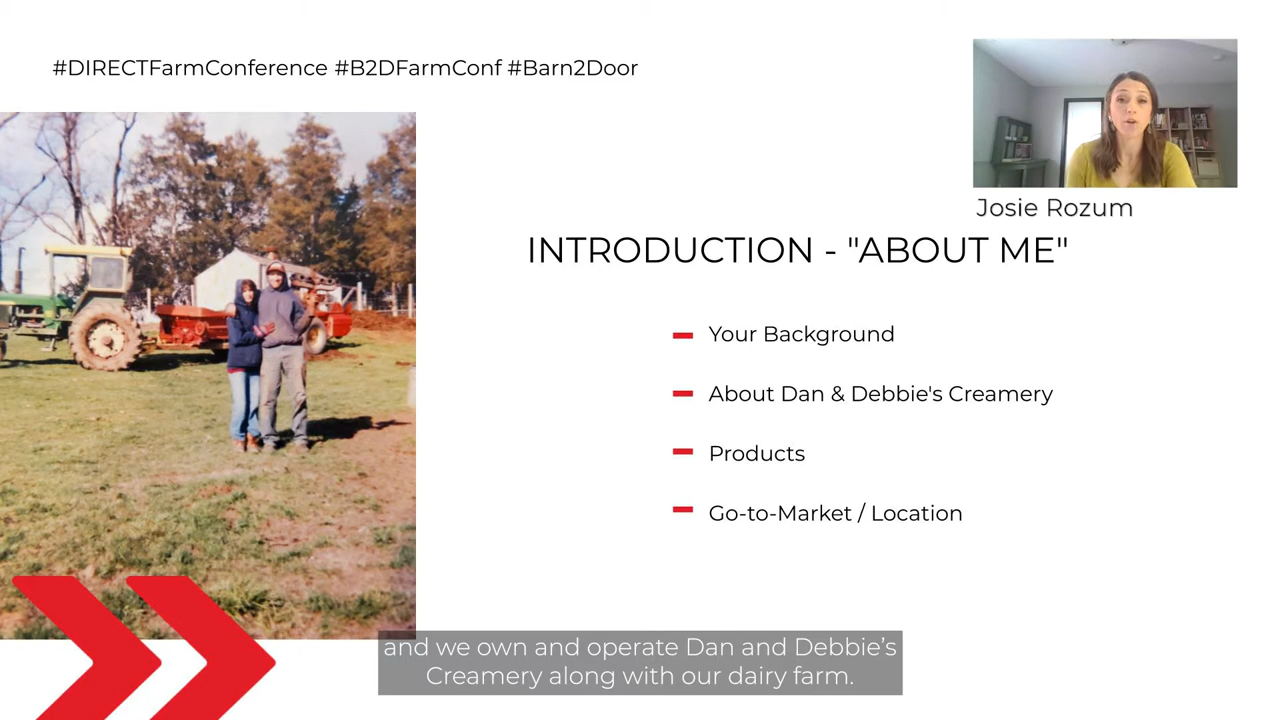 #DIRECTFarmConference #B2DFarmConf #Barn2Door
Josie Rozum
INTRODUCTION - "ABOUT ME"
Your Background
About Dan & Debbie's Creamery
Products
Go-to-Market / Location
and we own and operate Dan and Debbie’s
Creamery along with our dairy farm.